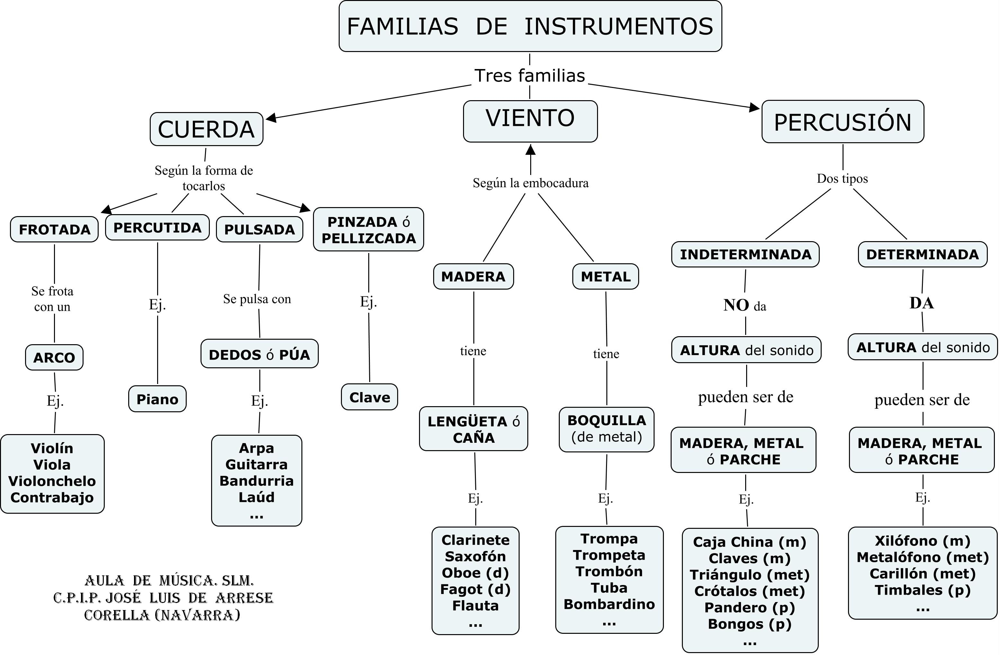 FAMILIAS DE INSTRUMENTOS
Tres familias
CUERDA
VIENTO
PERCUSIÓN
Según la forma de
tocarlos
Según la embocadura
Dos tipos
FROTADA
PERCUTIDA
PULSADA
PINZADA ó
PELLIZCADA
MADERA
METAL
INDETERMINADA
DETERMINADA
Se frota
con un
Ej.
Se pulsa con
Ej.
tiene
tiene
NO da
DA
ARCO
DEDOS ó PÚA
ALTURA del sonido
ALTURA del sonido
Ej.
Piano
Ej.
Clave
LENGÜETA ó
CAÑA
BOQUILLA
(de metal)
pueden ser de
pueden ser de
MADERA, METAL
ó PARCHE
MADERA, METAL
ó PARCHE
Violín
Viola
Violonchelo
Contrabajo
Arpa
Guitarra
Bandurria
Laúd
...
Ej.
Ej.
Ej.
Ej.
Clarinete
Saxofón
Oboe (d)
Fagot (d)
Flauta
...
Trompa
Trompeta
Trombón
Tuba
Bombardino
...
Caja China (m)
Claves (m)
Triángulo (met)
Crótalos (met)
Pandero (p)
Bongos (p)
...
Xilófono (m)
Metalófono (met)
Carillón (met)
Timbales (p)
...
AULA DE MÚSICA. SLM.
C.P.I.P. JOSÉ LUIS DE ARRESE
CORELLA (NAVARRA)